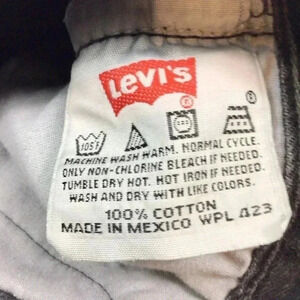 Levi's
105F
MACHINE WASH WARM. NORMAL CYCLE.
ONLY NON-CHLORINE BLEACH IF NEEDED.
TUMBLE DRY HOT. HOT IRON IF NEEDED.
WASH AND DRY WITH LIKE COLORS.
100% COTTON
MADE IN MEXICO WPL 423